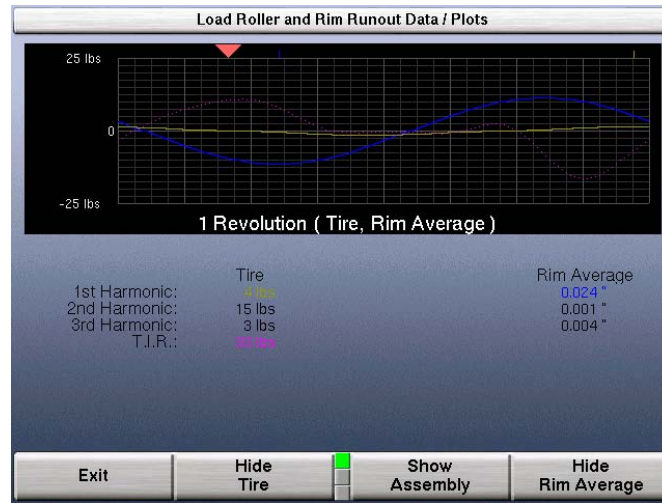 Load Roller and Rim Runout Data / Plots
25 lbs
0
-25 lbs
1 Revolution ( Tire, Rim Average )
Tire Rim Average
1st Harmonic: 4 lbs 0.024 "
2nd Harmonic: 15 lbs 0.001 "
3rd Harmonic: 3 lbs 0.004 "
T.I.R.: lbs
Exit
Hide Tire
Show Assembly
Hide Rim Average